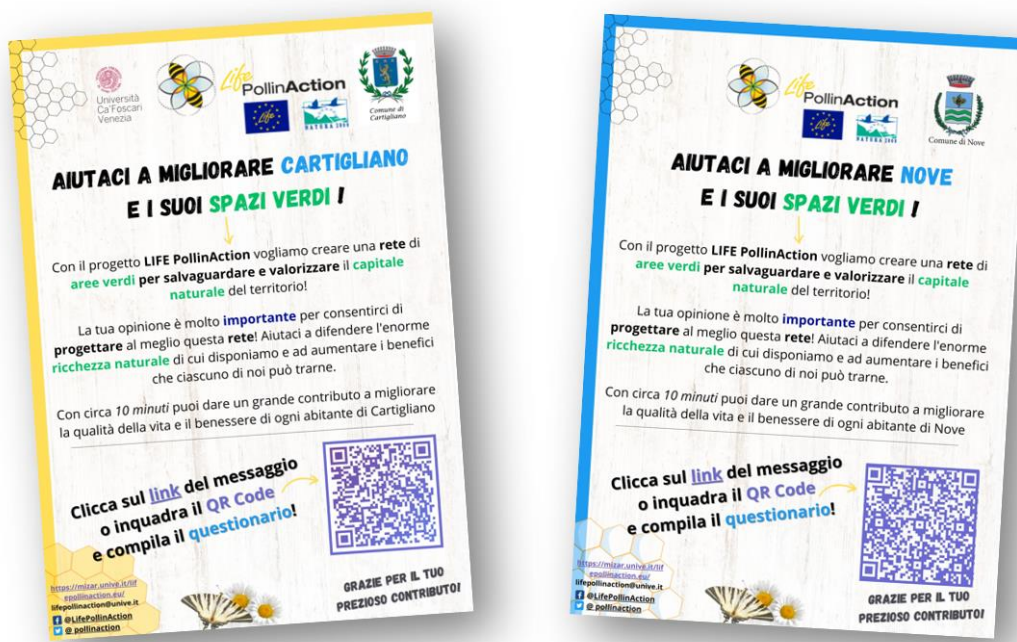 Università
Ca'Foscari
Venezia
Life
PollinAction
Life
NATURA 2000
Comune di
Cartigliano
AIUTACI A MIGLIORARE CARTIGLIANO
E I SUOI SPAZI VERDI !
Con il progetto LIFE PollinAction vogliamo creare una rete di
aree verdi per salvaguardare e valorizzare il capitale
naturale del territorio!
La tua opinione è molto importante per consentirci di
progettare al meglio questa rete! Aiutaci a difendere l'enorme
ricchezza naturale di cui disponiamo e ad aumentare i benefici
che ciascuno di noi può trarne.
Con circa 10 minuti puoi dare un grande contributo a migliorare
la qualità della vita e il benessere di ogni abitante di Cartigliano
Clicca sul link del messaggio
o inquadra il QR Code
e compila il questionario!
https://mizar.unive.it/lif
epollinaction.eu/
lifepollinaction@unive.it
@LifePollinAction
@ pollinaction
GRAZIE PER IL TUO
PREZIOSO CONTRIBUTO!
Life
PollinAction
Life
NATURA 2000
Comune di Nove
AIUTACI A MIGLIORARE NOVE
E I SUOI SPAZI VERDI !
Con il progetto LIFE PollinAction vogliamo creare una rete di
aree verdi per salvaguardare e valorizzare il capitale
naturale del territorio!
La tua opinione è molto importante per consentirci di
progettare al meglio questa rete! Aiutaci a difendere l'enorme
ricchezza naturale di cui disponiamo e ad aumentare i benefici
che ciascuno di noi può trarne.
Con circa 10 minuti puoi dare un grande contributo a migliorare
la qualità della vita e il benessere di ogni abitante di Nove
Clicca sul link del messaggio
o inquadra il QR Code
e compila il questionario!
https://mizar.unive.it/lif
epollinaction.eu/
lifepollinaction@unive.it
@LifePollinAction
@ pollinaction
GRAZIE PER IL TUO
PREZIOSO CONTRIBUTO!